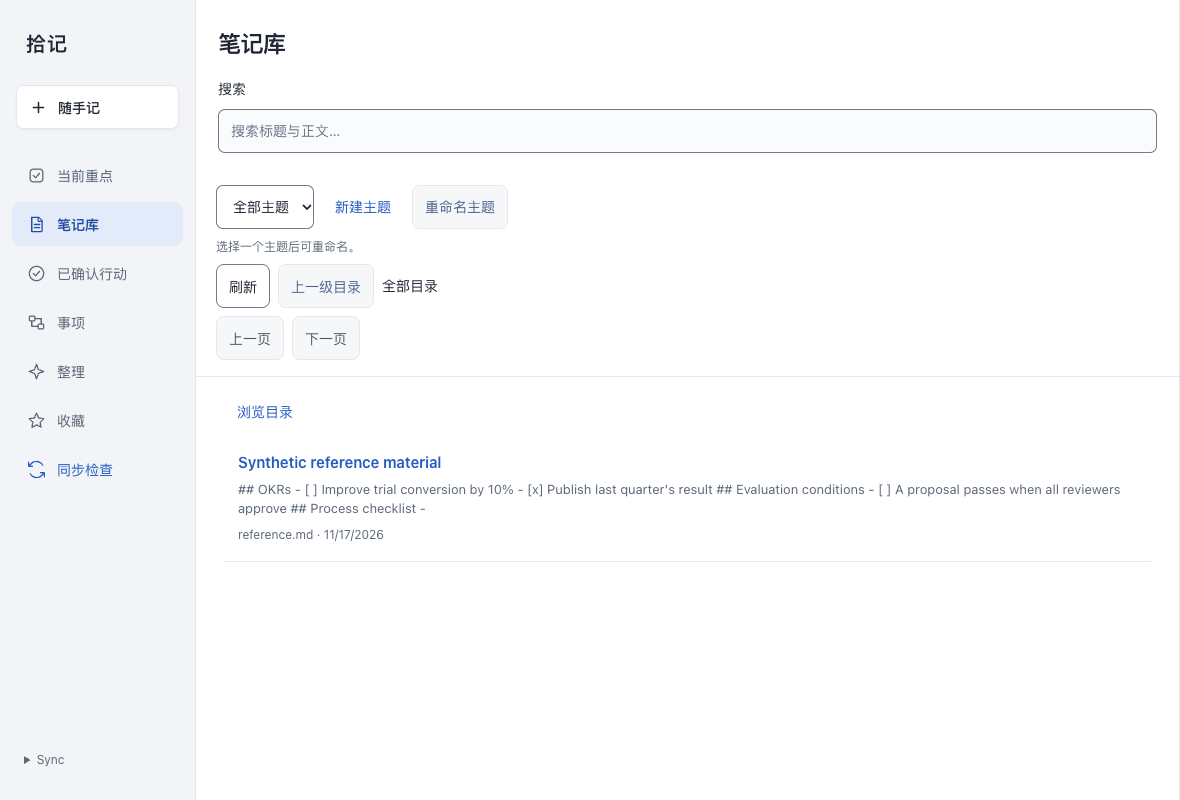 拾记
随手记
当前重点
笔记库
已确认行动
事项
整理
收藏
同步检查
Sync
笔记库
搜索
搜索标题与正文...
全部主题
新建主题
重命名主题
选择一个主题后可重命名。
刷新
上一级目录
全部目录
上一页
下一页
浏览目录
Synthetic reference material
## OKRs - [ ] Improve trial conversion by 10% - [x] Publish last quarter's result ## Evaluation conditions - [ ] A proposal passes when all reviewers
approve ## Process checklist -
reference.md · 11/17/2026